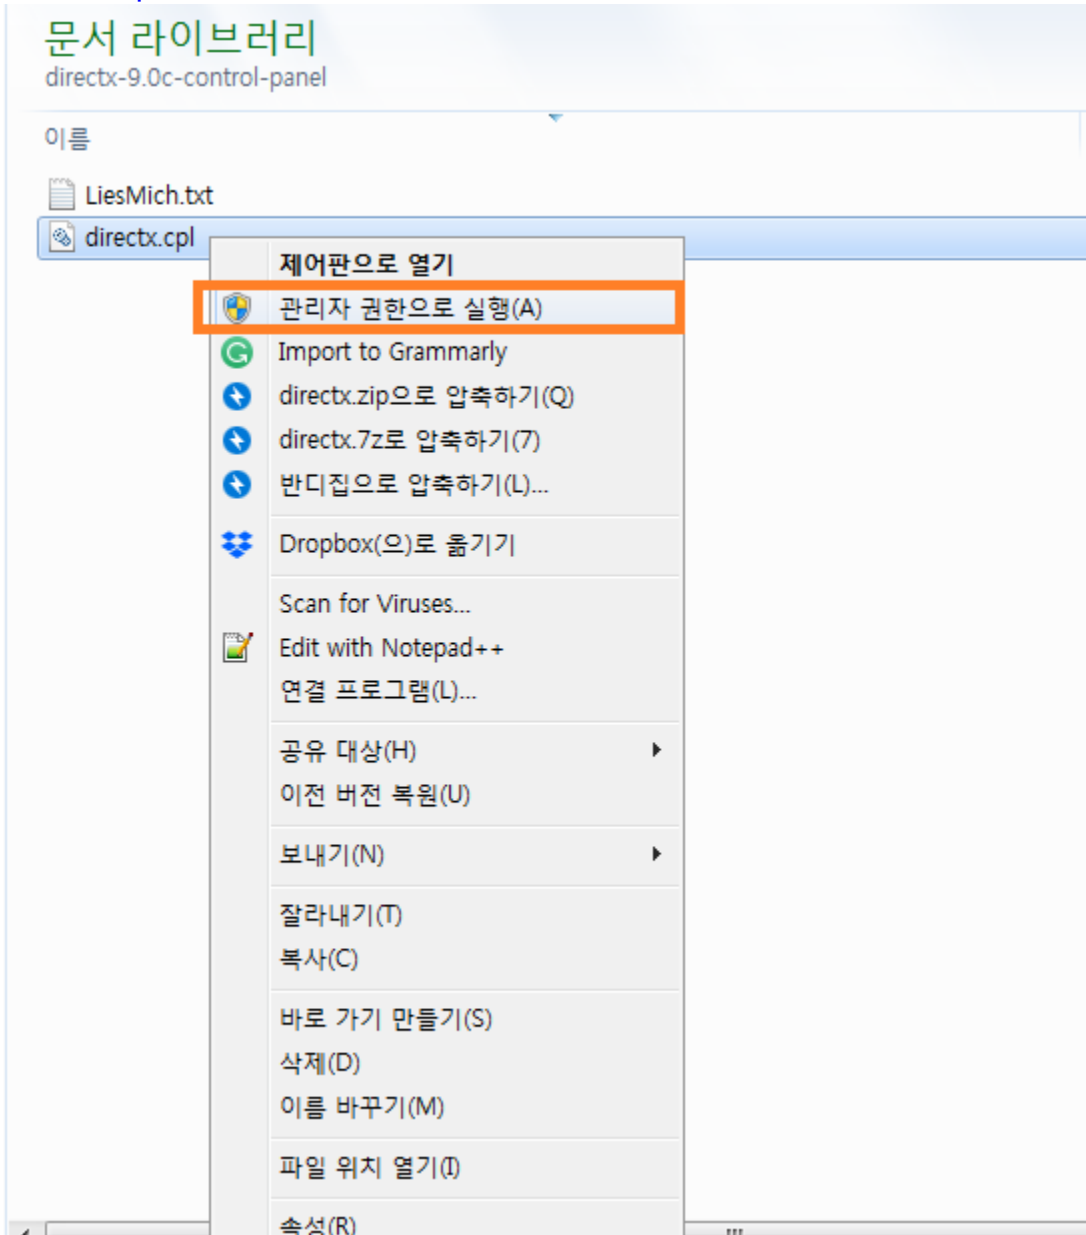 문서 라이브러리
directx-9.0c-control-panel
이름
LiesMich.txt
directx.cpl
제어판으로 열기
관리자 권한으로 실행(A)
Import to Grammarly
directx.zip으로 압축하기(Q)
directx.7z로 압축하기(7)
반디집으로 압축하기(L)...
Dropbox(으)로 옮기기
Scan for Viruses...
Edit with Notepad++
연결 프로그램(L)...
공유 대상(H)
이전 버전 복원(U)
보내기(N)
잘라내기(T)
복사(C)
바로 가기 만들기(S)
삭제(D)
이름 바꾸기(M)
파일 위치 열기(I)
속성(R)